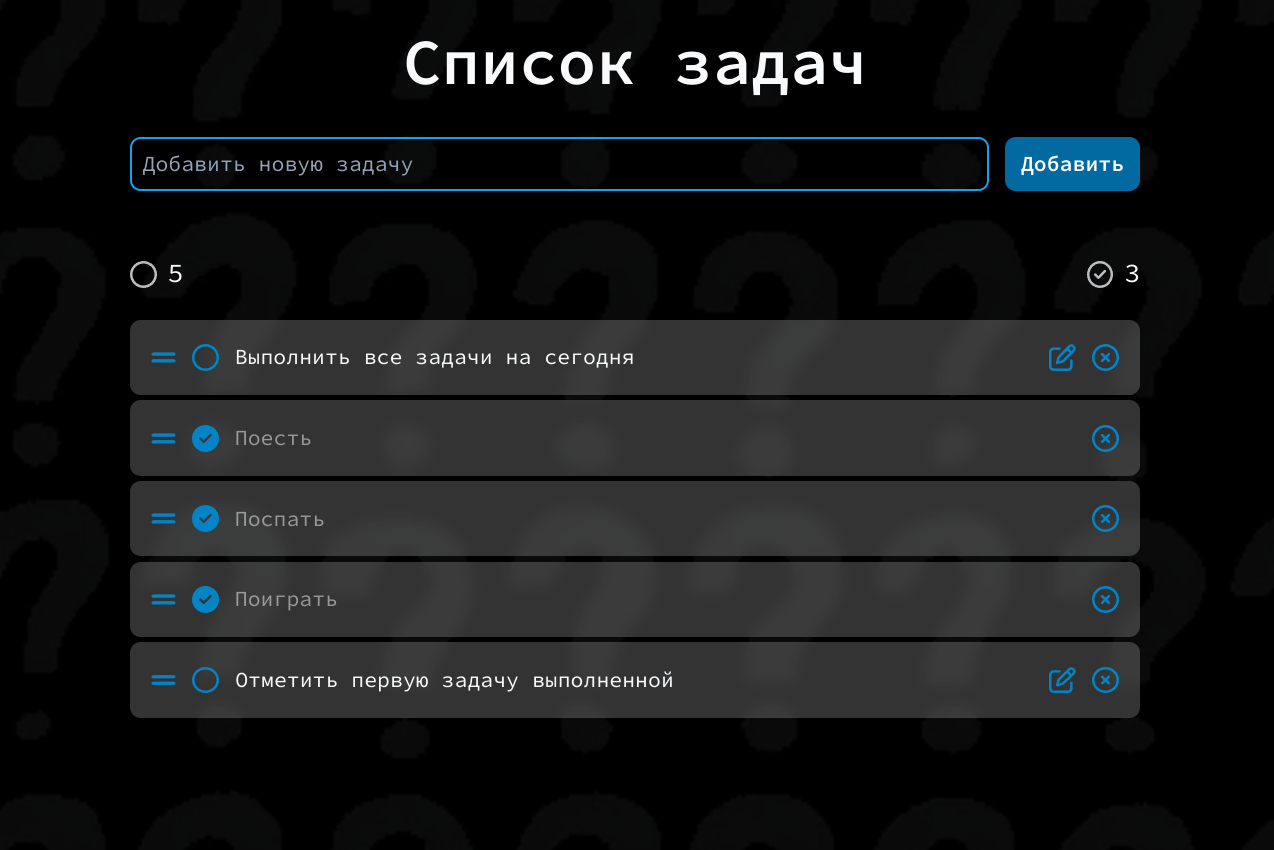 Список задач
Добавить новую задачу
Добавить
5
3
Выполнить все задачи на сегодня
Поесть
Поспать
Поиграть
Отметить первую задачу выполненной